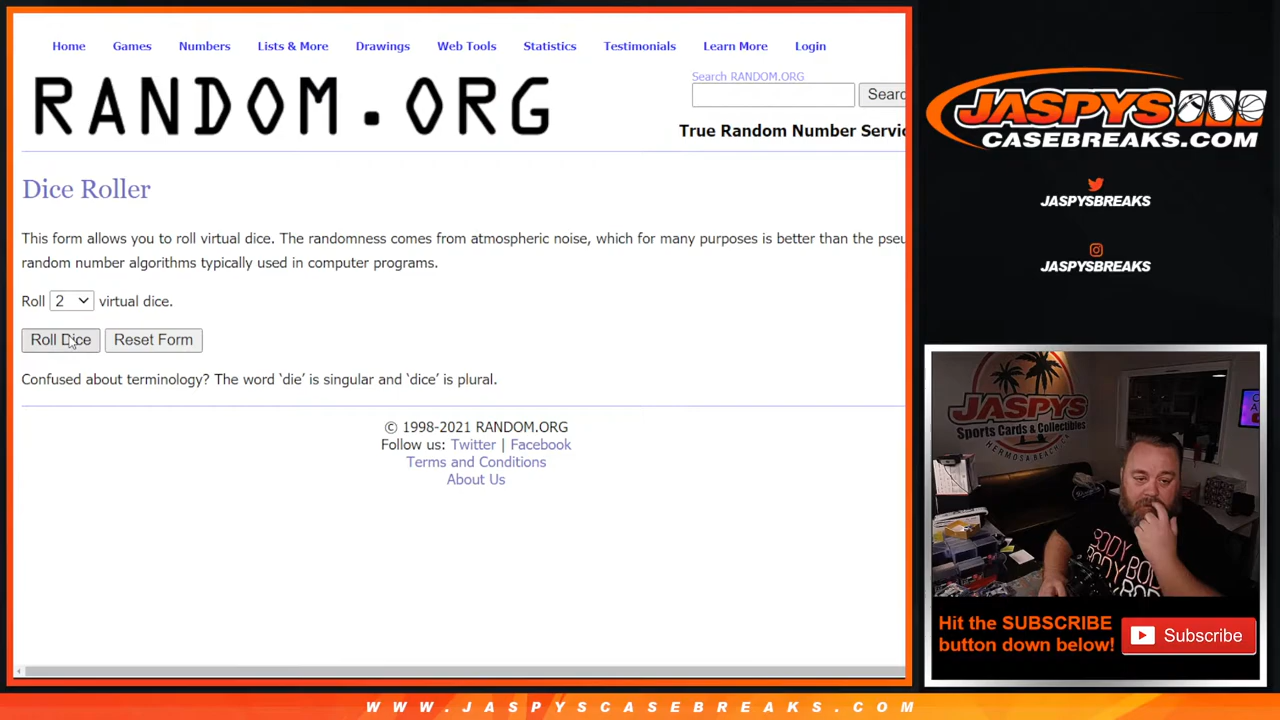 Home Games Numbers Lists & More Drawings Web Tools Statistics Testimonials Learn More Login
RANDOM.ORG
Search RANDOM.ORG
Searc
True Random Number Servic
Dice Roller
This form allows you to roll virtual dice. The randomness comes from atmospheric noise, which for many purposes is better than the pseu
random number algorithms typically used in computer programs.
Roll 2 virtual dice.
Roll Dice Reset Form
Confused about terminology? The word ‘die’ is singular and ‘dice’ is plural.
© 1998-2021 RANDOM.ORG
Follow us: Twitter | Facebook
Terms and Conditions
About Us
JASPYS
CASEBREAKS.COM
JASPYSBREAKS
JASPYSBREAKS
JASPYS
Sports Cards & Collectibles
HERMOSA BEACH, CA
BODY
BODY
BODY
Hit the SUBSCRIBE
button down below!
Subscribe
WWW.JASPYSCASEBREAKS.COM